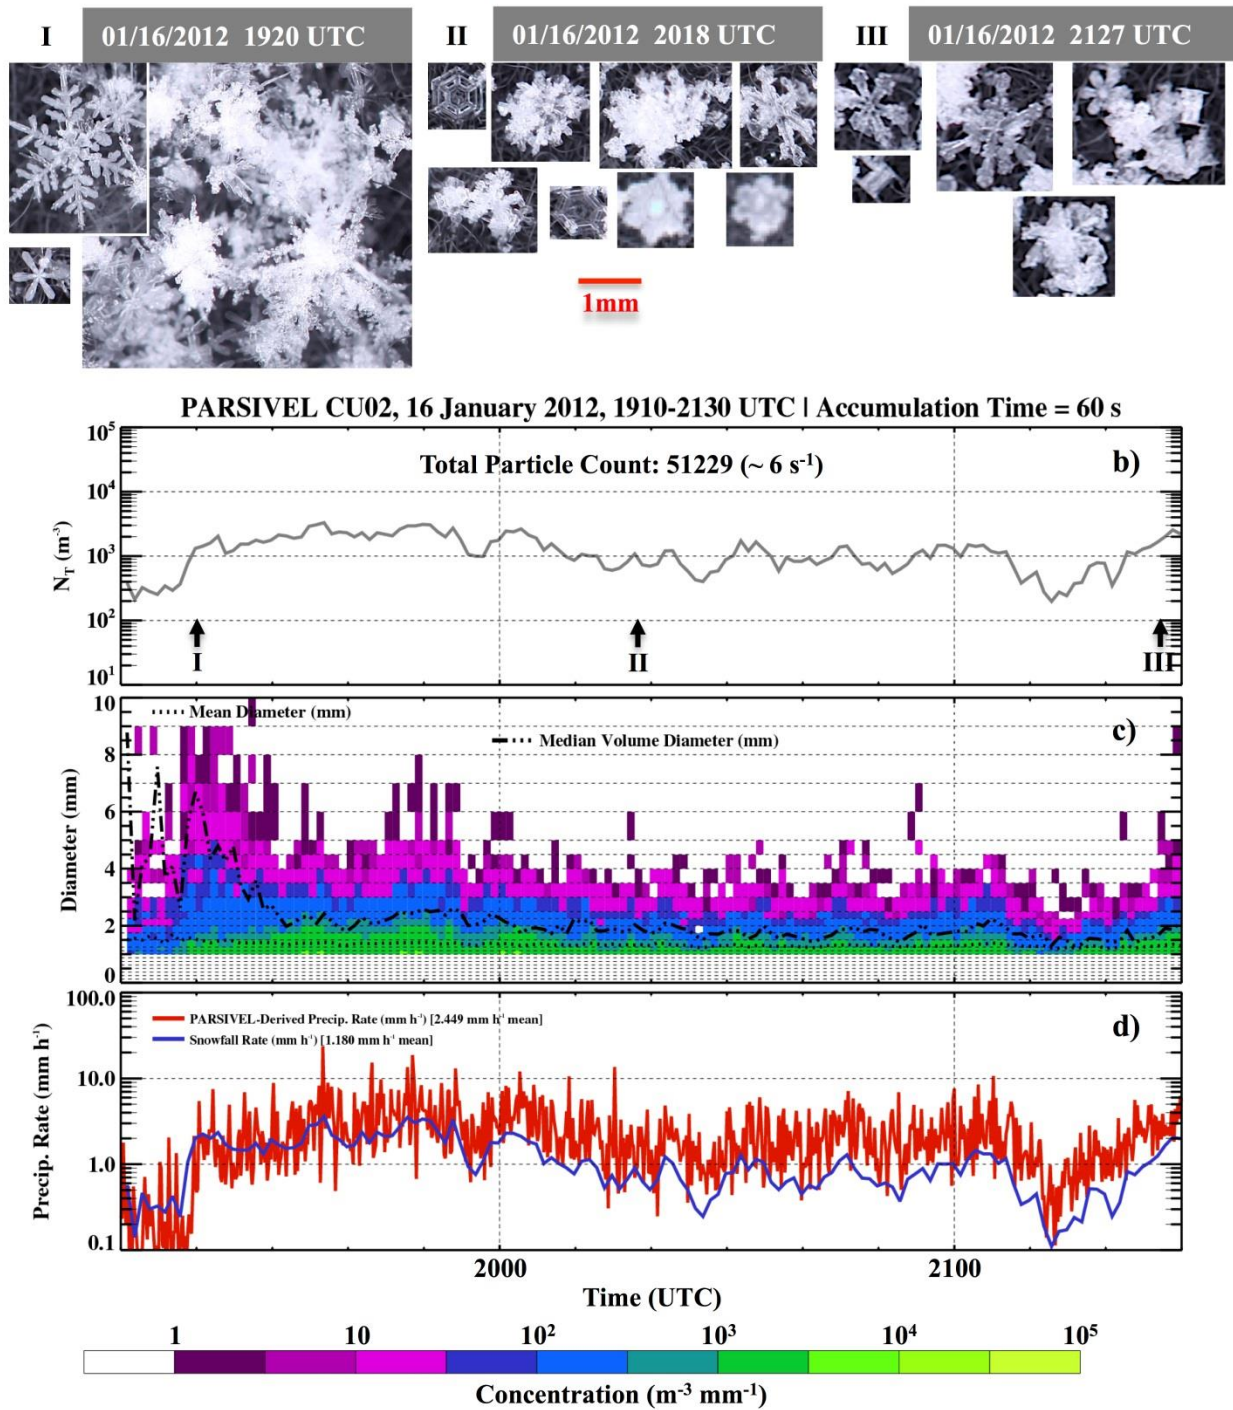 I 01/16/2012 1920 UTC II 01/16/2012 2018 UTC III 01/16/2012 2127 UTC
1mm
PARSIVEL CU02, 16 January 2012, 1910-2130 UTC | Accumulation Time = 60 s
Total Particle Count: 51229 (~ 6 s⁻¹)
b)
N_T (m⁻³)
10⁵
10⁴
10³
10²
10¹
I II III
Mean Diameter (mm)
Median Volume Diameter (mm)
c)
Diameter (mm)
10
8
6
4
2
0
PARSIVEL-Derived Precip. Rate (mm h⁻¹) [2.449 mm h⁻¹ mean]
Snowfall Rate (mm h⁻¹) [1.180 mm h⁻¹ mean]
d)
Precip. Rate (mm h⁻¹)
100.0
10.0
1.0
0.1
2000 2100
Time (UTC)
1 10 10² 10³ 10⁴ 10⁵
Concentration (m⁻³ mm⁻¹)